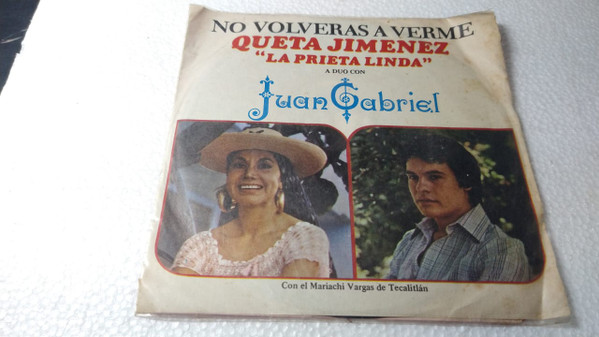 NO VOLVERAS A VERME
QUETA JIMENEZ
“LA PRIETA LINDA”
A DUO CON
Juan Gabriel
Con el Mariachi Vargas de Tecalitlán